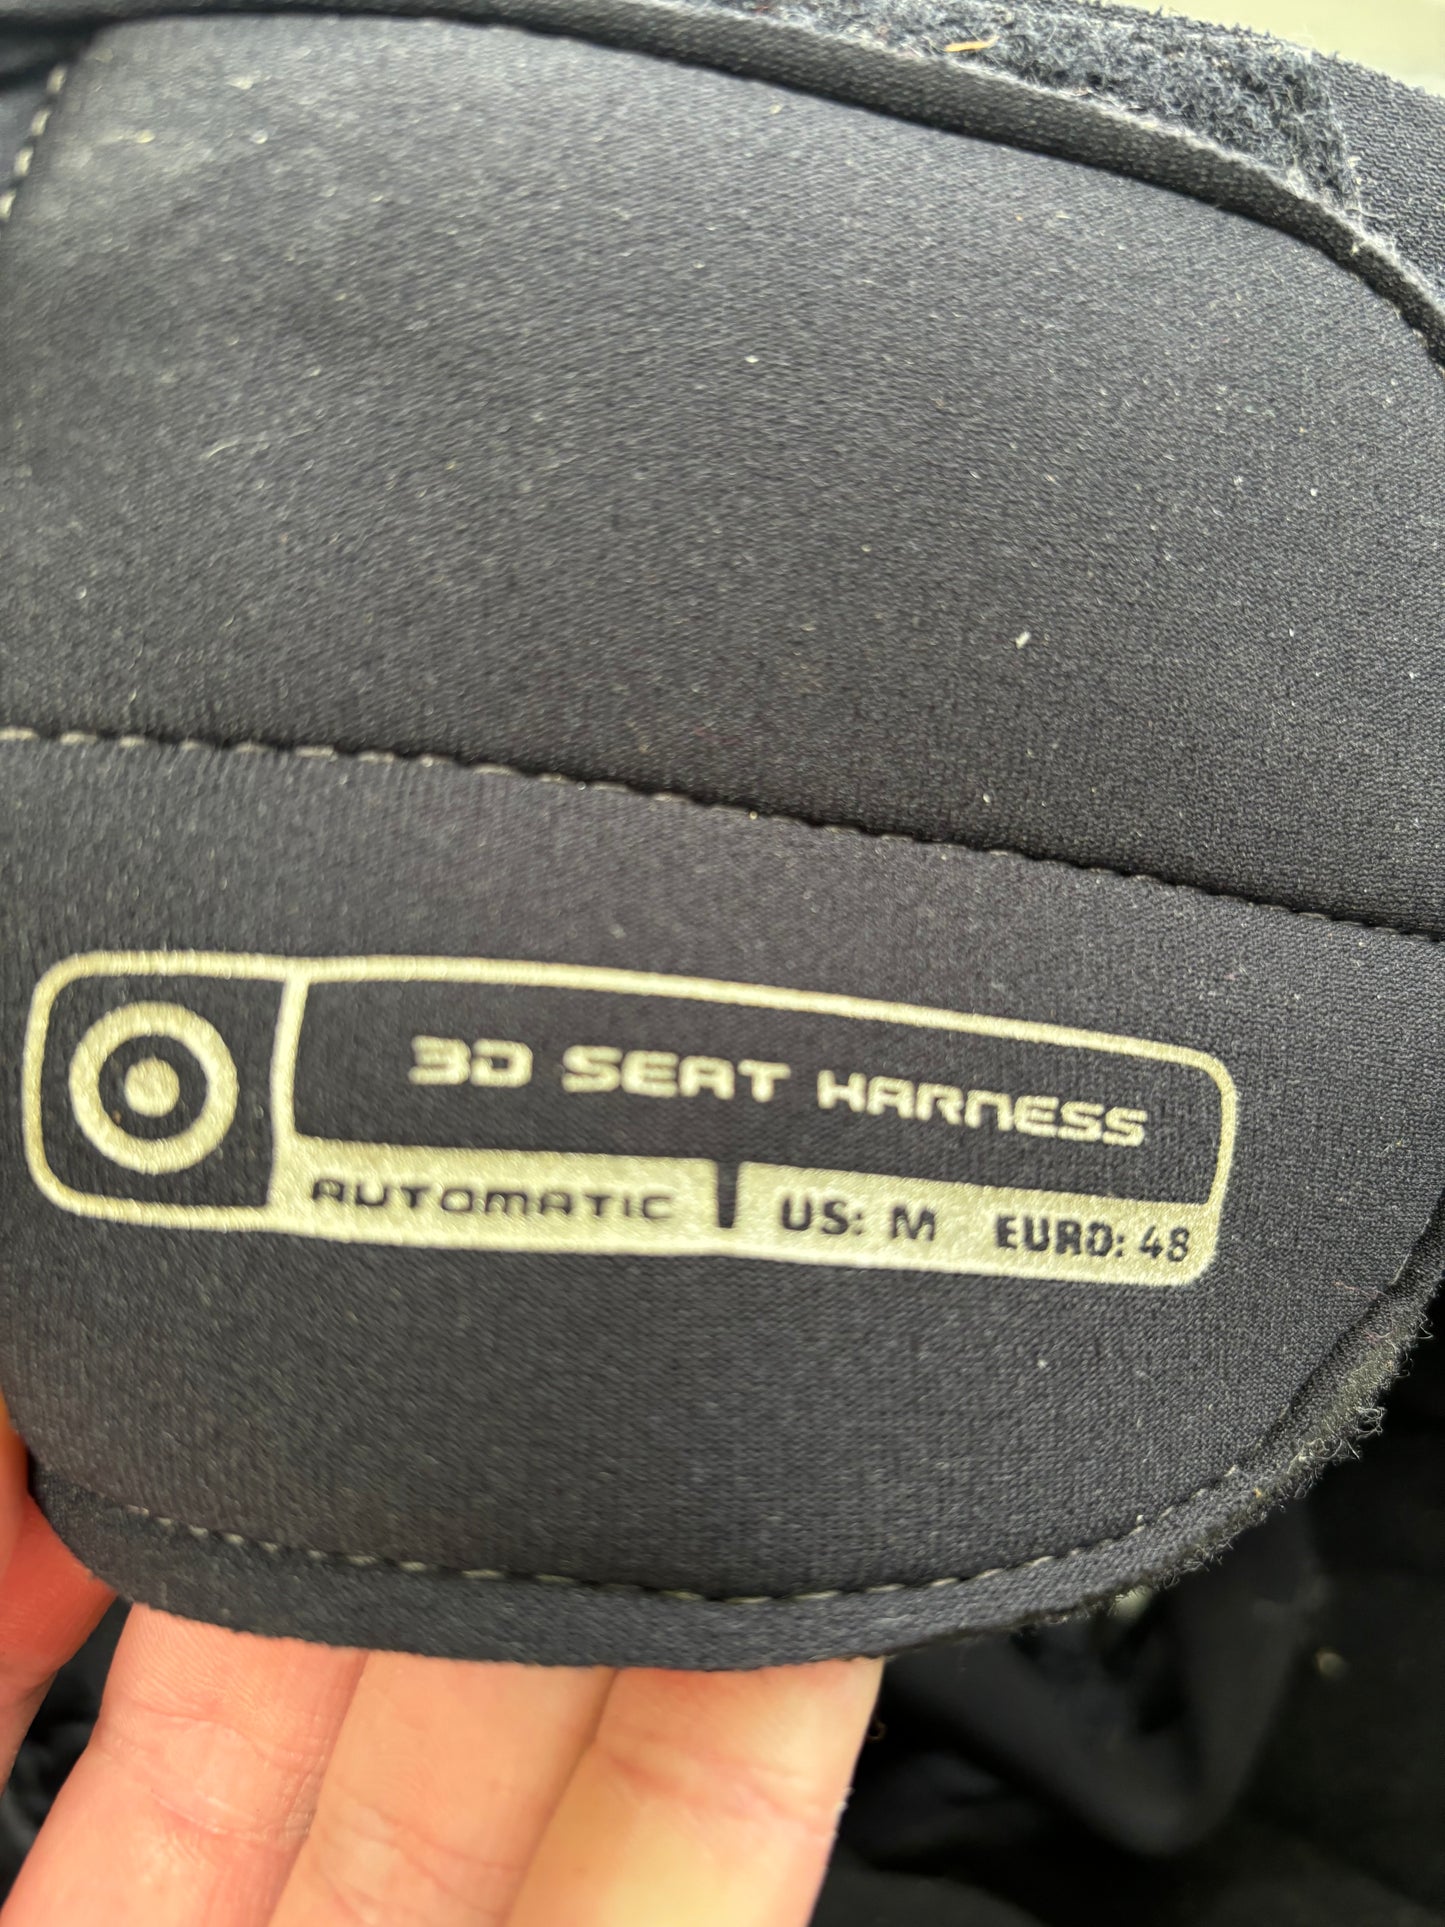 3D SEAT HARNESS
AUTOMATIC US: M EURO: 48